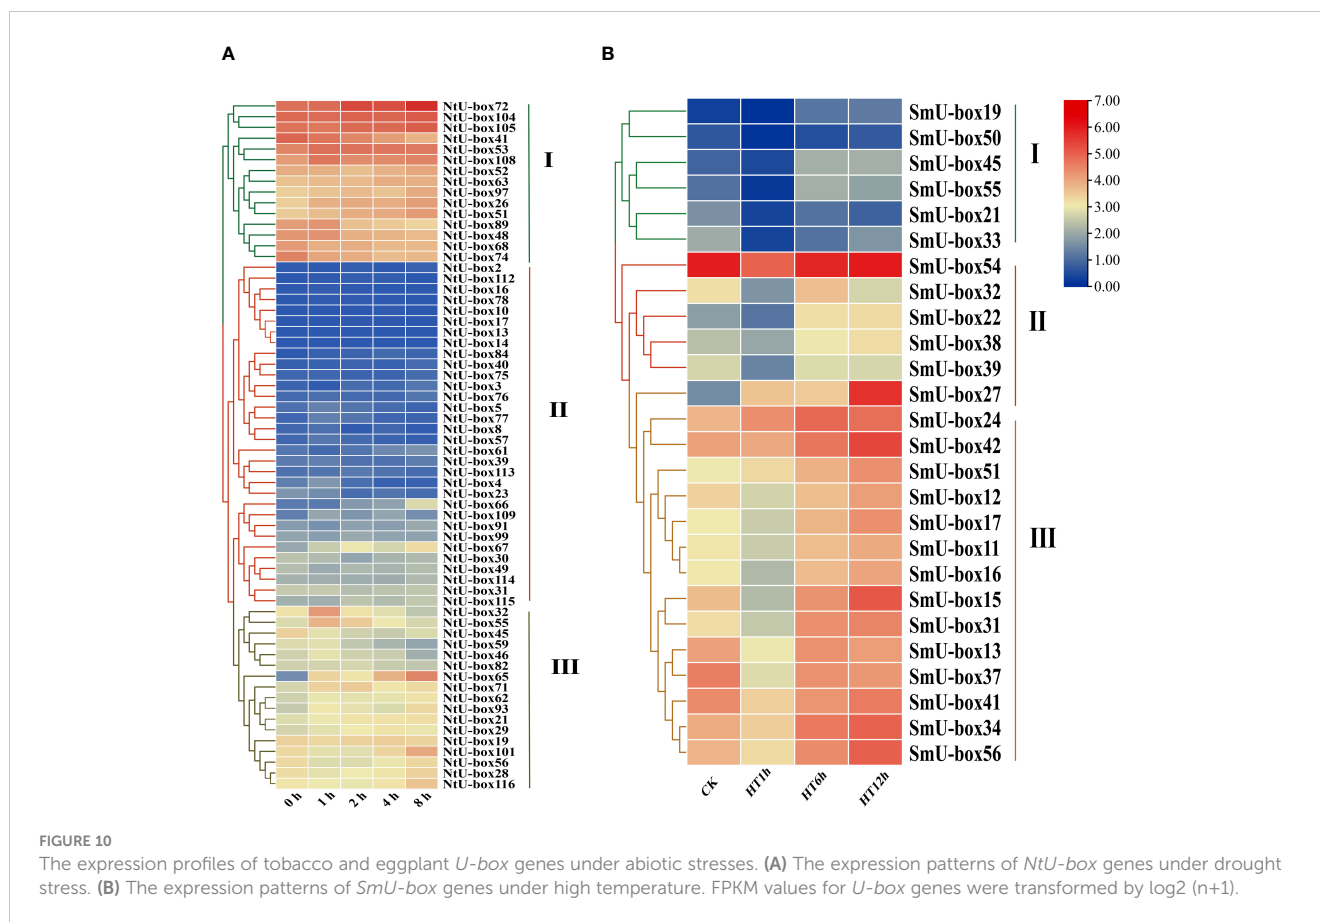 A
NtU-box72
NtU-box104
NtU-box105
NtU-box41
NtU-box53
NtU-box108
NtU-box52
NtU-box63
NtU-box97
NtU-box26
NtU-box51
NtU-box89
NtU-box48
NtU-box68
NtU-box74
NtU-box2
NtU-box112
NtU-box16
NtU-box78
NtU-box10
NtU-box17
NtU-box13
NtU-box14
NtU-box84
NtU-box40
NtU-box75
NtU-box3
NtU-box76
NtU-box5
NtU-box77
NtU-box8
NtU-box57
NtU-box61
NtU-box39
NtU-box113
NtU-box4
NtU-box23
NtU-box66
NtU-box109
NtU-box91
NtU-box99
NtU-box67
NtU-box30
NtU-box49
NtU-box114
NtU-box31
NtU-box115
NtU-box32
NtU-box55
NtU-box45
NtU-box59
NtU-box46
NtU-box82
NtU-box65
NtU-box71
NtU-box62
NtU-box93
NtU-box21
NtU-box29
NtU-box19
NtU-box101
NtU-box56
NtU-box28
NtU-box116
I
II
III
0 h 1 h 2 h 4 h 8 h
B
SmU-box19
SmU-box50
SmU-box45
SmU-box55
SmU-box21
SmU-box33
SmU-box54
SmU-box32
SmU-box22
SmU-box38
SmU-box39
SmU-box27
SmU-box24
SmU-box42
SmU-box51
SmU-box12
SmU-box17
SmU-box11
SmU-box16
SmU-box15
SmU-box31
SmU-box13
SmU-box37
SmU-box41
SmU-box34
SmU-box56
I
II
III
CK HT1h HT6h HT12h
7.00
6.00
5.00
4.00
3.00
2.00
1.00
0.00
FIGURE 10
The expression profiles of tobacco and eggplant U-box genes under abiotic stresses. (A) The expression patterns of NtU-box genes under drought
stress. (B) The expression patterns of SmU-box genes under high temperature. FPKM values for U-box genes were transformed by log2 (n+1).